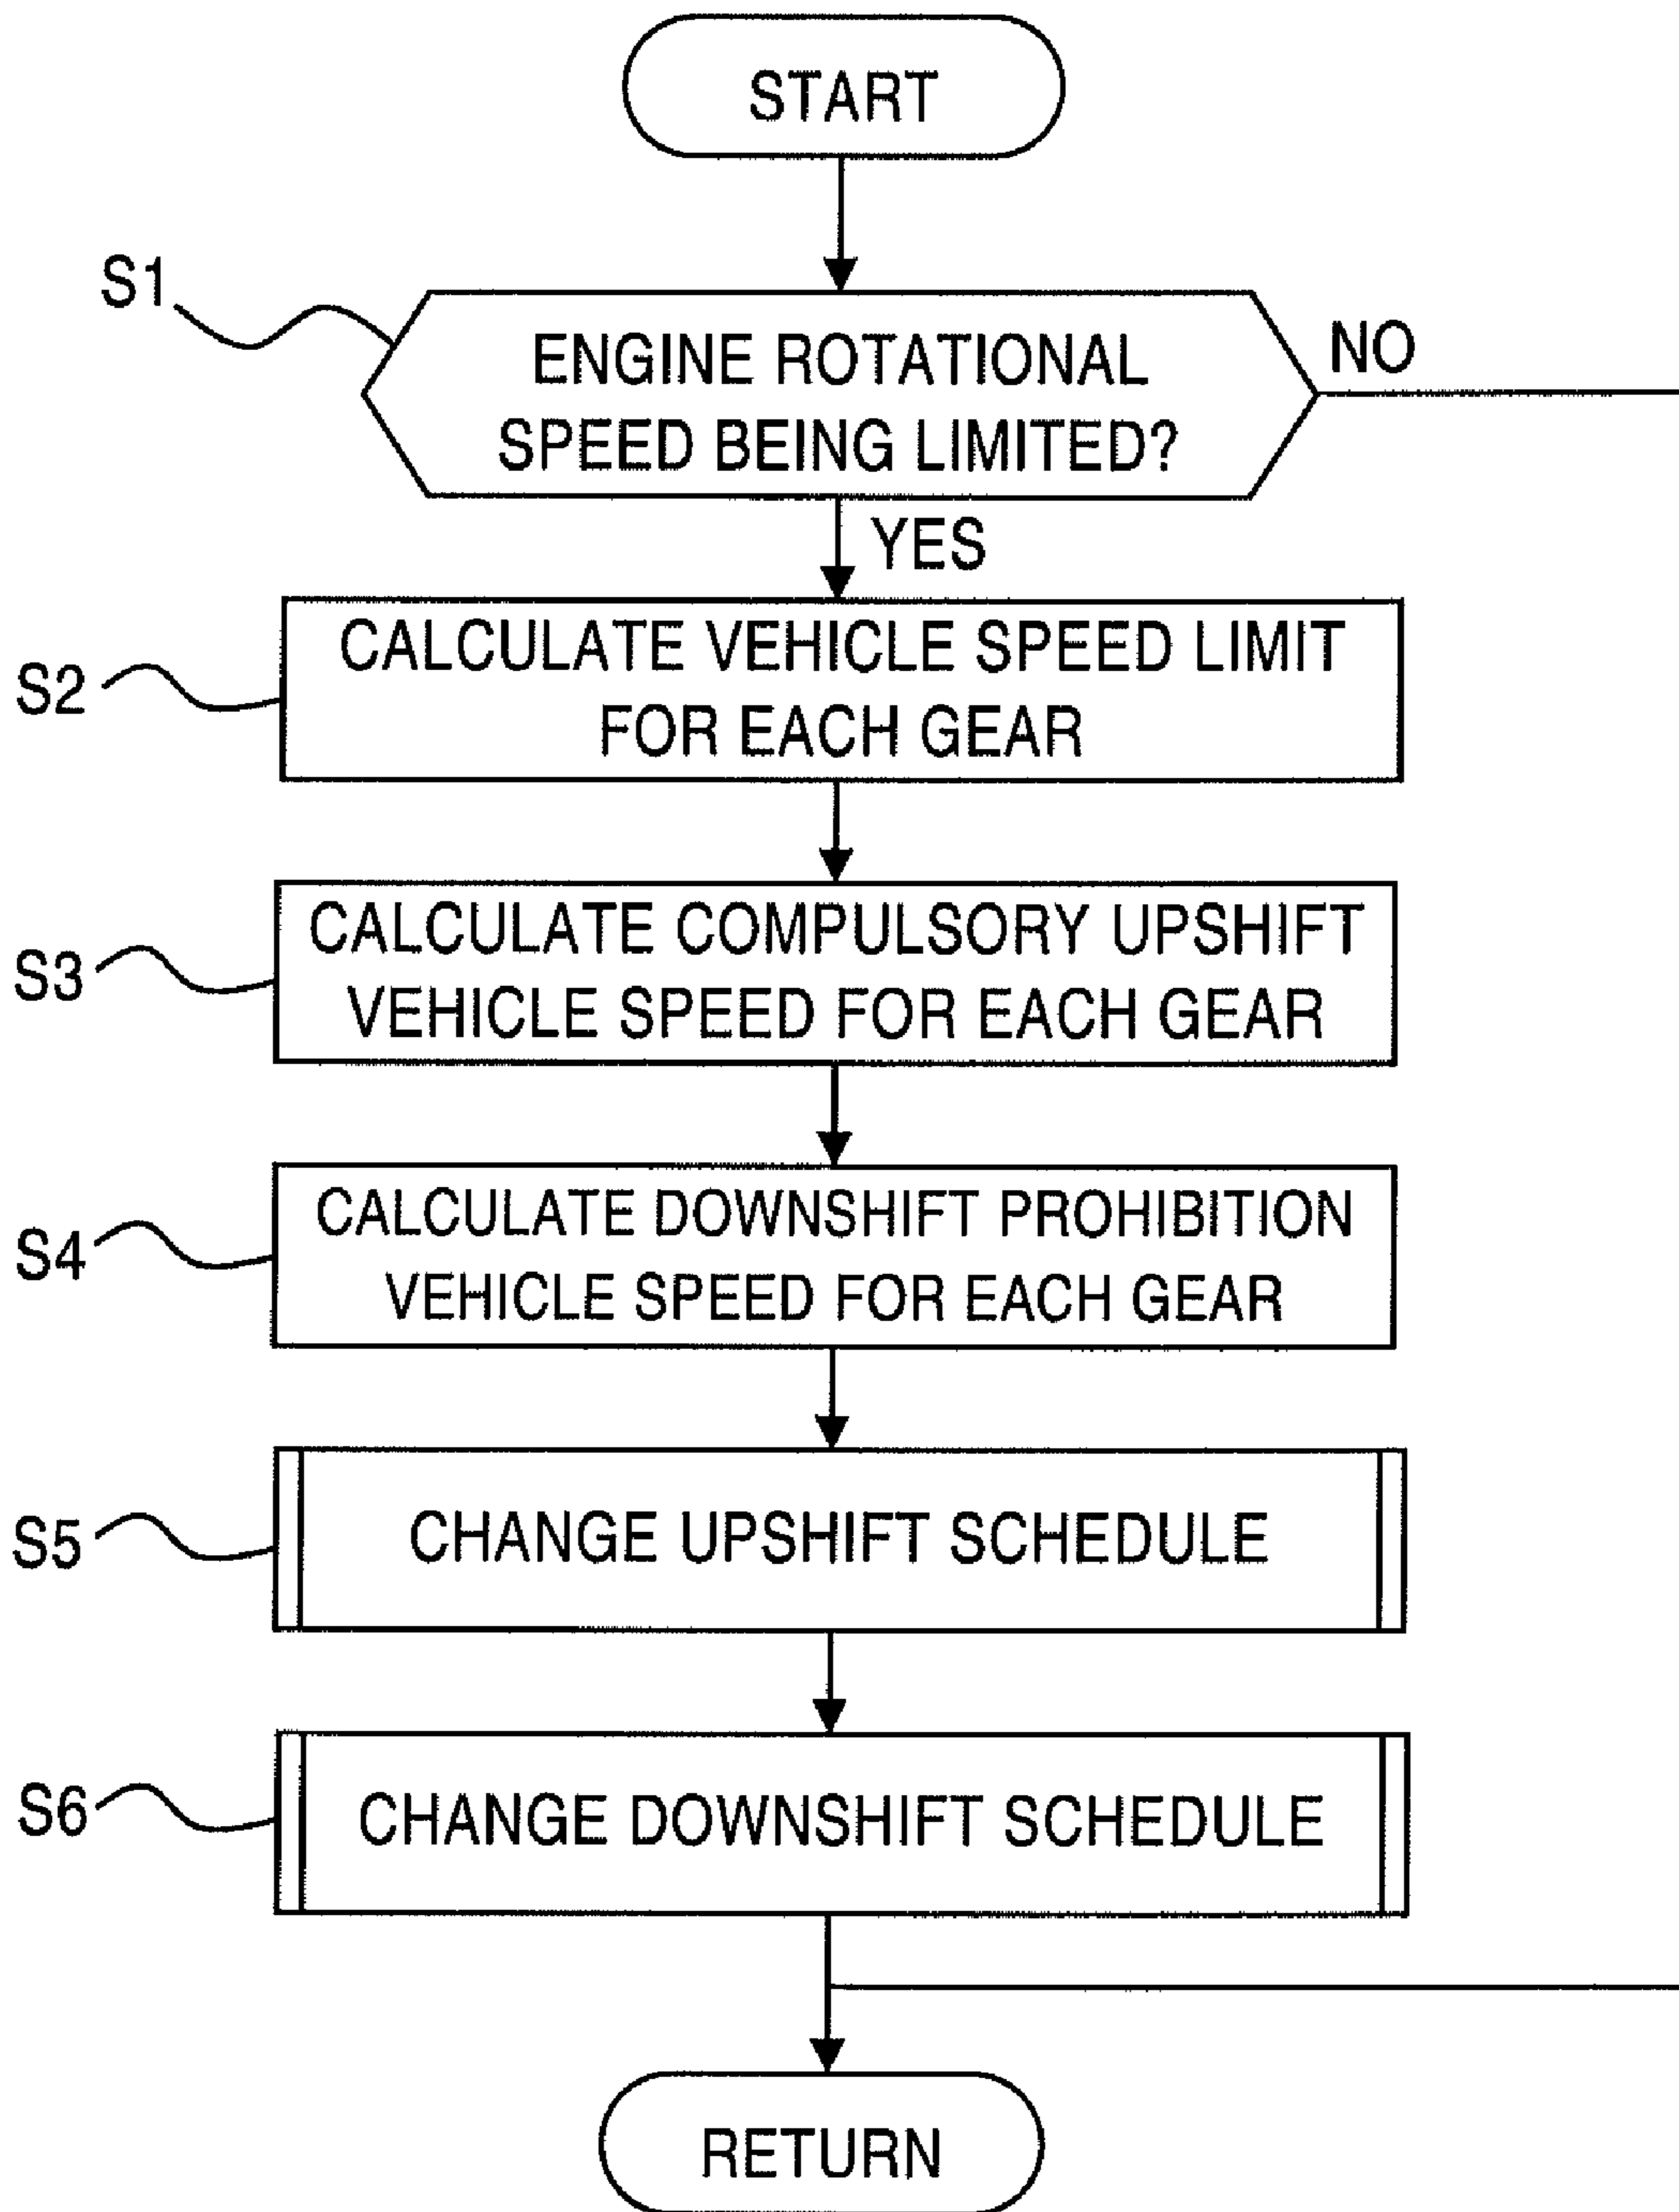 START
S1
ENGINE ROTATIONAL
SPEED BEING LIMITED?
NO
YES
S2
CALCULATE VEHICLE SPEED LIMIT
FOR EACH GEAR
S3
CALCULATE COMPULSORY UPSHIFT
VEHICLE SPEED FOR EACH GEAR
S4
CALCULATE DOWNSHIFT PROHIBITION
VEHICLE SPEED FOR EACH GEAR
S5
CHANGE UPSHIFT SCHEDULE
S6
CHANGE DOWNSHIFT SCHEDULE
RETURN